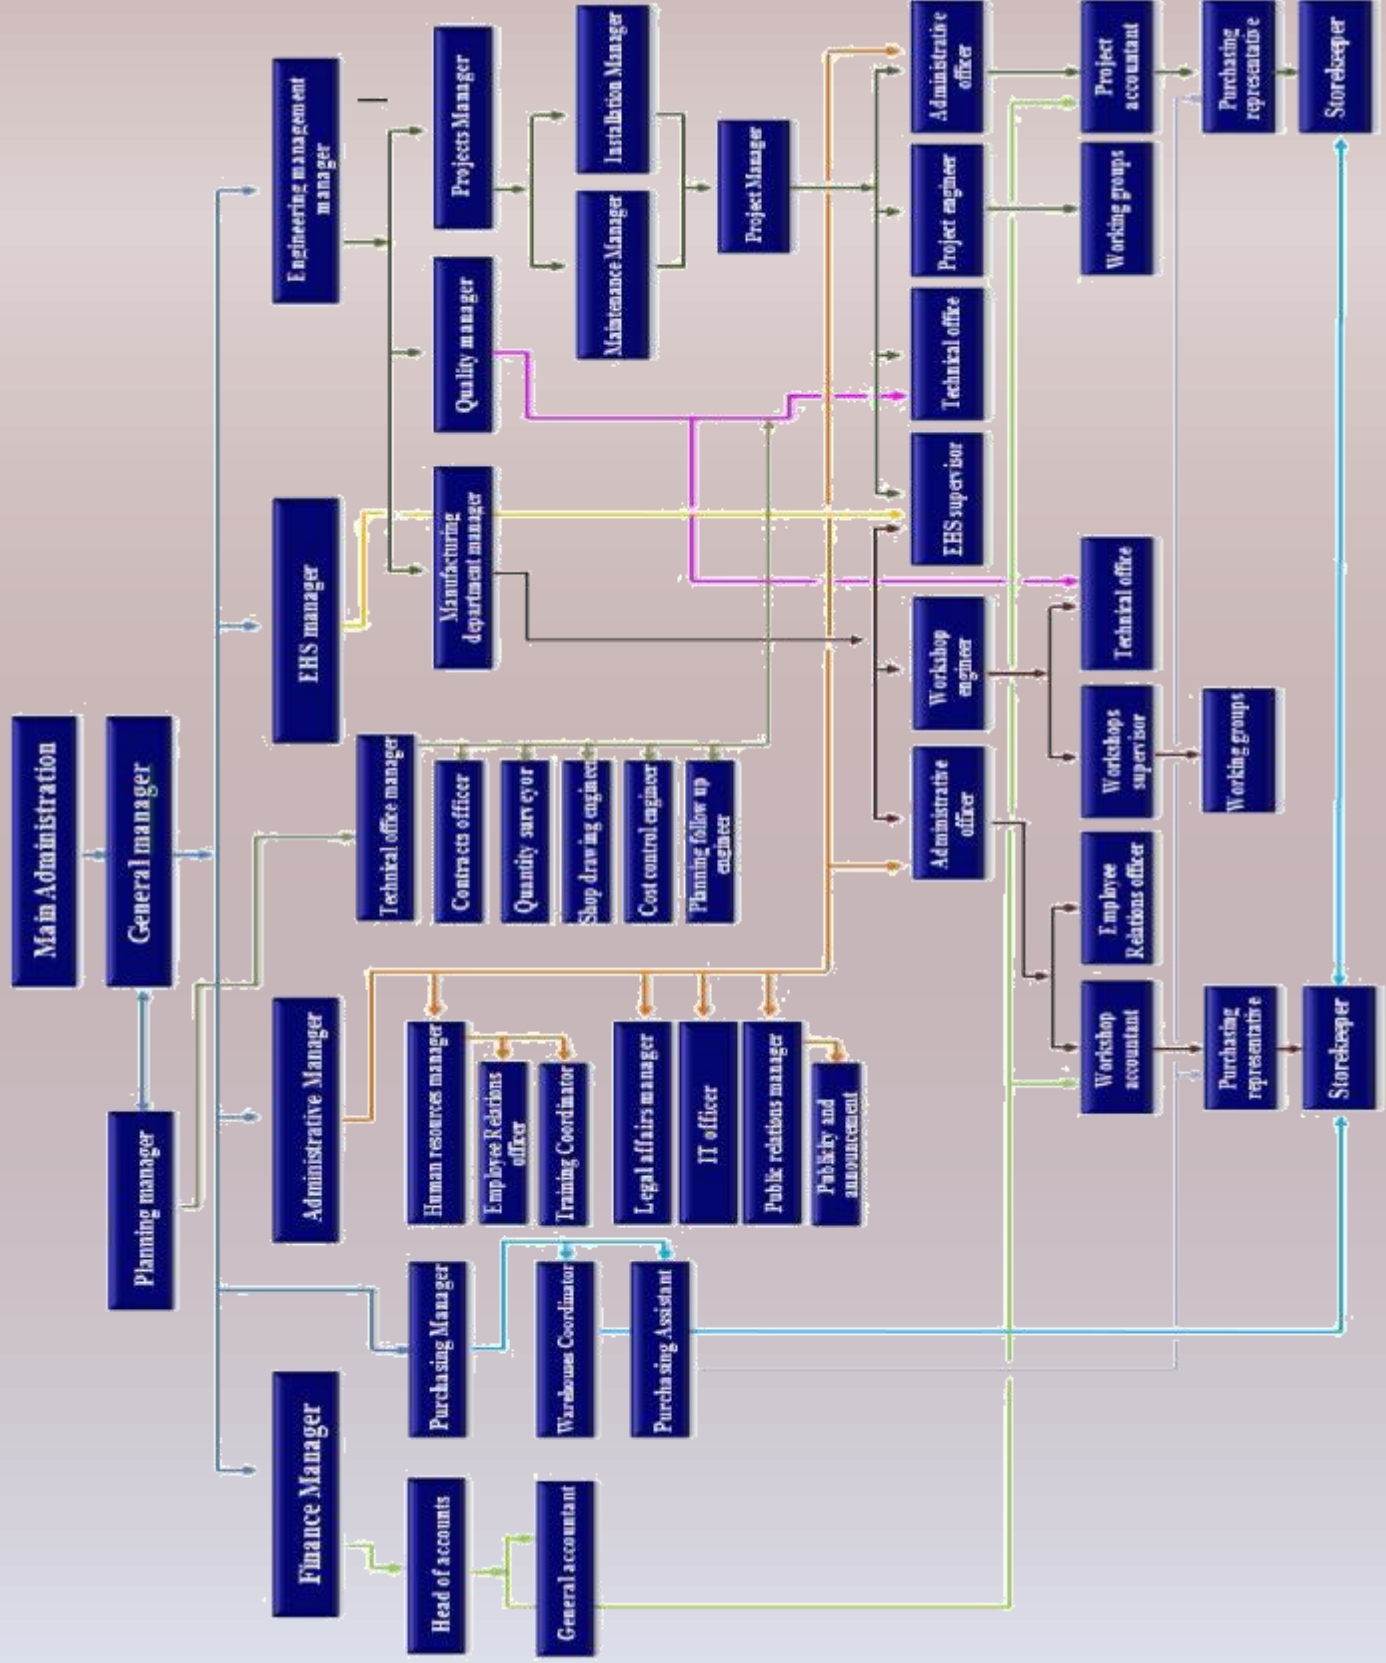 Main Administration
General manager
Planning manager
Finance Manager
Administrative Manager
EHS manager
Engineering management
manager
Technical office manager
Head of accounts
Purchasing Manager
Human resources manager
Contracts officer
Manufacturing
department manager
Quality manager
Projects Manager
Employee Relations
officer
Quantity surveyor
General accountant
Warehouses Coordinator
Training Coordinator
Shop drawing engineer
Maintenance Manager
Installation Manager
Purchasing Assistant
Legal affairs manager
Cost control engineer
IT officer
Planning follow up
engineer
Project Manager
Public relations manager
Publicity and
announcement
Administrative
officer
Workshop
engineer
EHS supervisor
Technical office
Project engineer
Administrative
officer
Workshop
accountant
Employee
Relations officer
Workshops
supervisor
Technical office
Working groups
Project
accountant
Purchasing
representative
Working groups
Purchasing
representative
Storekeeper
Storekeeper